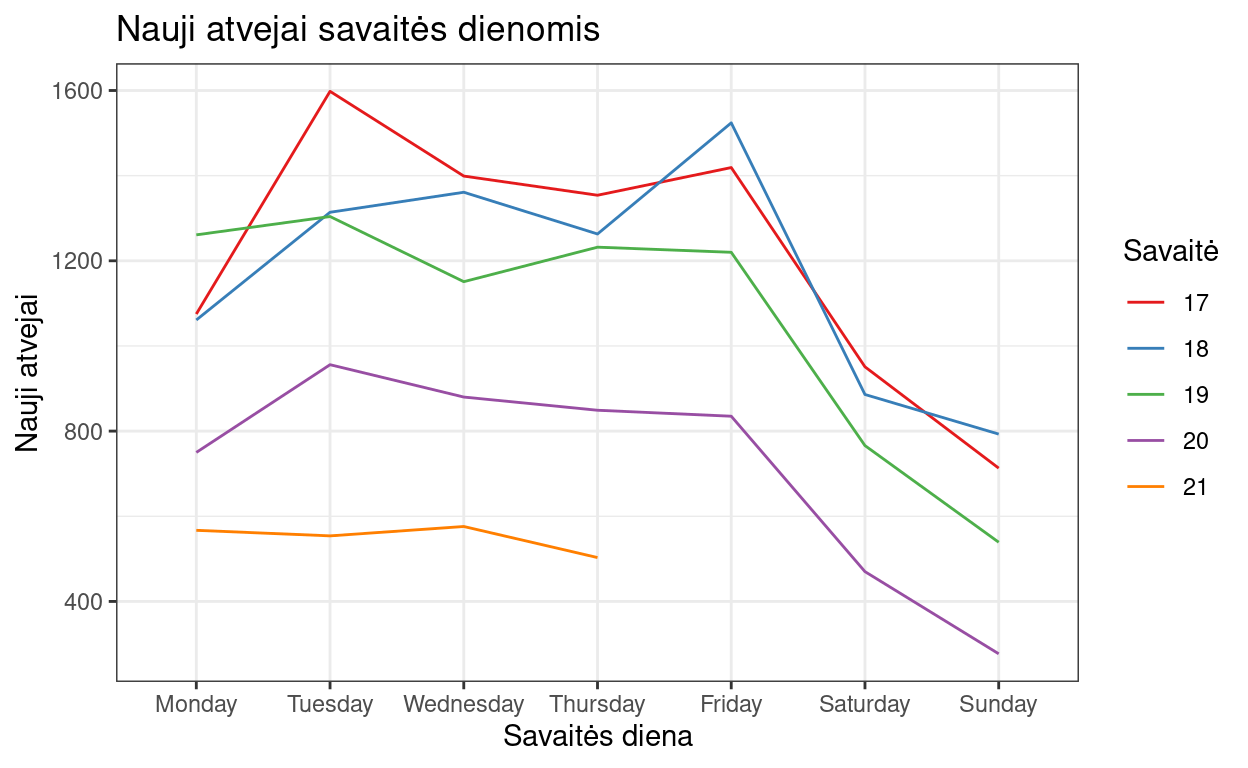 Nauji atvejai savaitės dienomis
Nauji atvejai
1600
1200
800
400
Monday Tuesday Wednesday Thursday Friday Saturday Sunday
Savaitės diena
Savaitė
17
18
19
20
21